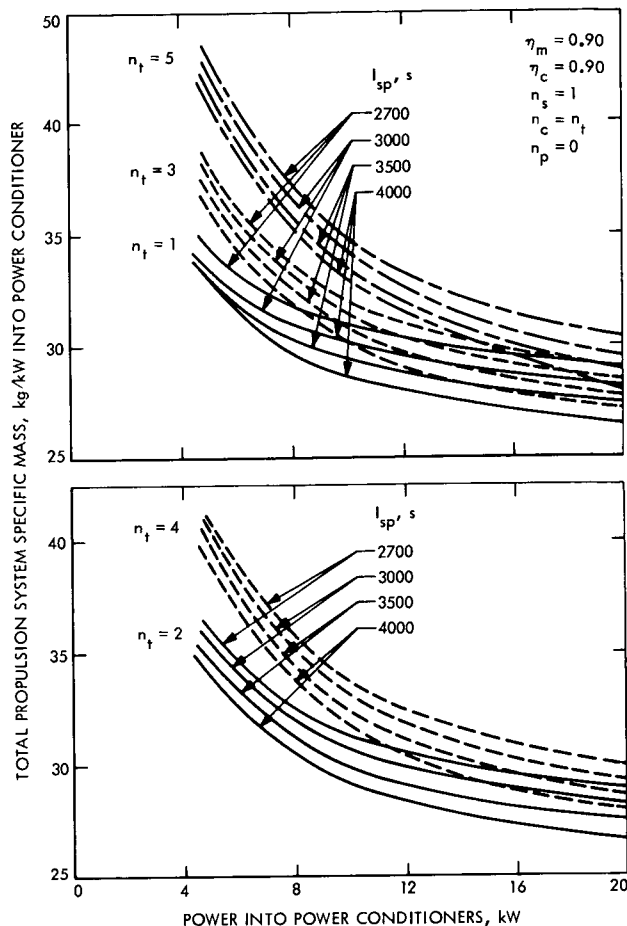 TOTAL PROPULSION SYSTEM SPECIFIC MASS, kg/kW INTO POWER CONDITIONER
50
45
40
35
30
25
n_t = 5
n_t = 3
n_t = 1
I_sp, s
2700
3000
3500
4000
η_m = 0.90
η_c = 0.90
n_s = 1
n_c = n_t
n_p = 0
40
35
30
25
n_t = 4
n_t = 2
I_sp, s
2700
3000
3500
4000
0
4
8
12
16
20
POWER INTO POWER CONDITIONERS, kW